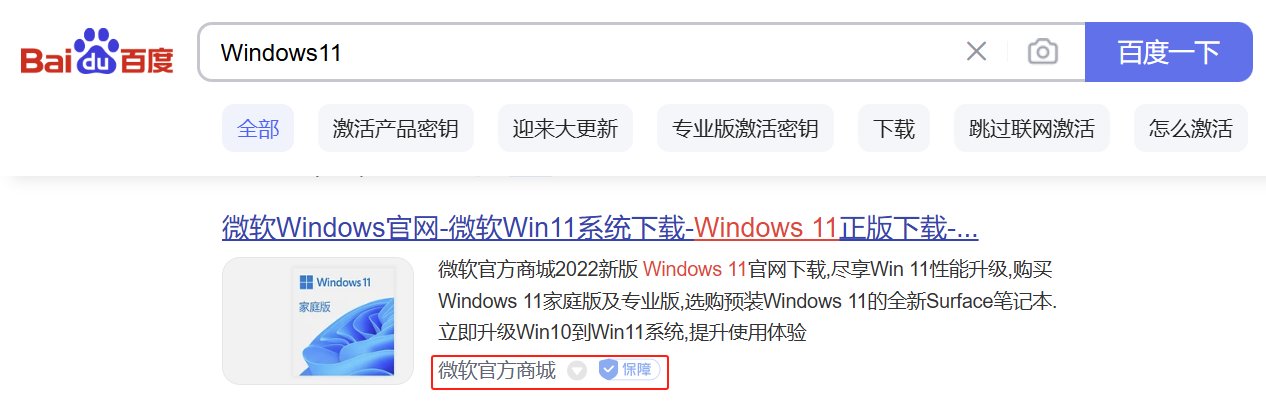 Bai du 百度
Windows11
百度一下
全部
激活产品密钥
迎来大更新
专业版激活密钥
下载
跳过联网激活
怎么激活
微软Windows官网-微软Win11系统下载-Windows 11正版下载-...
Windows 11
家庭版
微软官方商城2022新版 Windows 11官网下载,尽享Win 11性能升级,购买
Windows 11家庭版及专业版,选购预装Windows 11的全新Surface笔记本.
立即升级Win10到Win11系统,提升使用体验
微软官方商城
保障